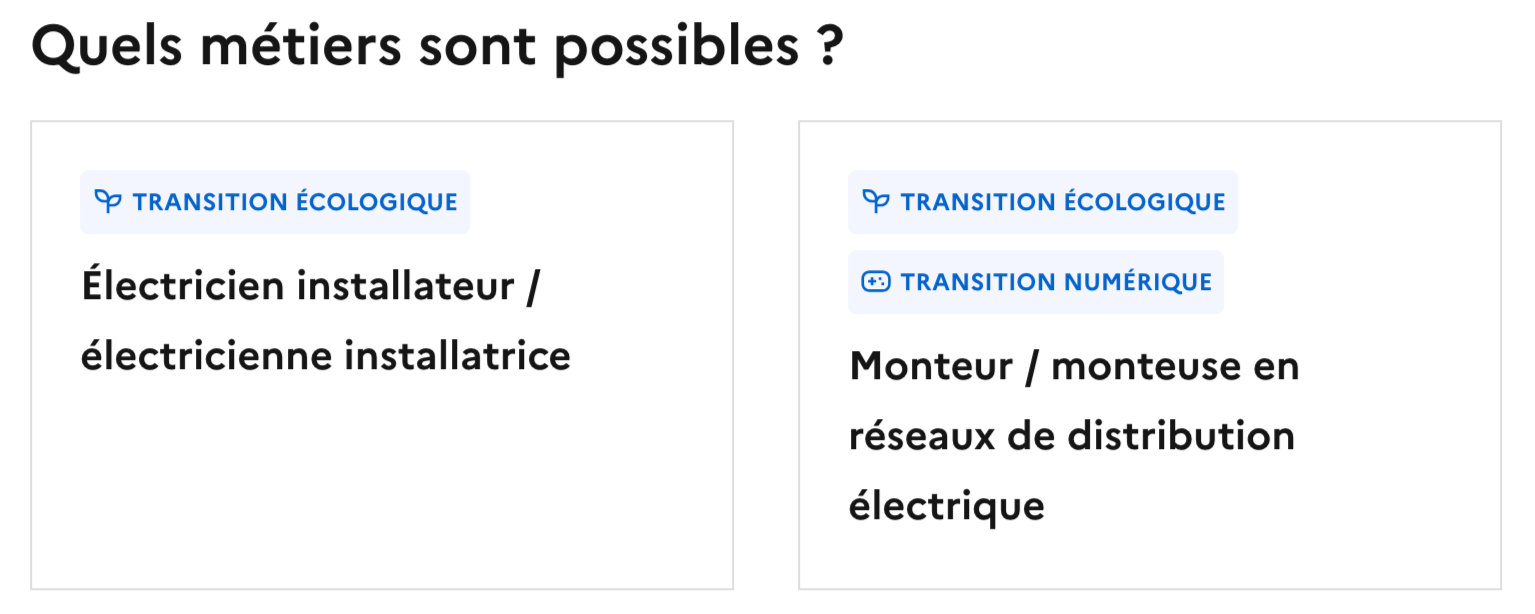 Quels métiers sont possibles ?
TRANSITION ÉCOLOGIQUE
Électricien installateur /
électricienne installatrice
TRANSITION ÉCOLOGIQUE
TRANSITION NUMÉRIQUE
Monteur / monteuse en
réseaux de distribution
électrique